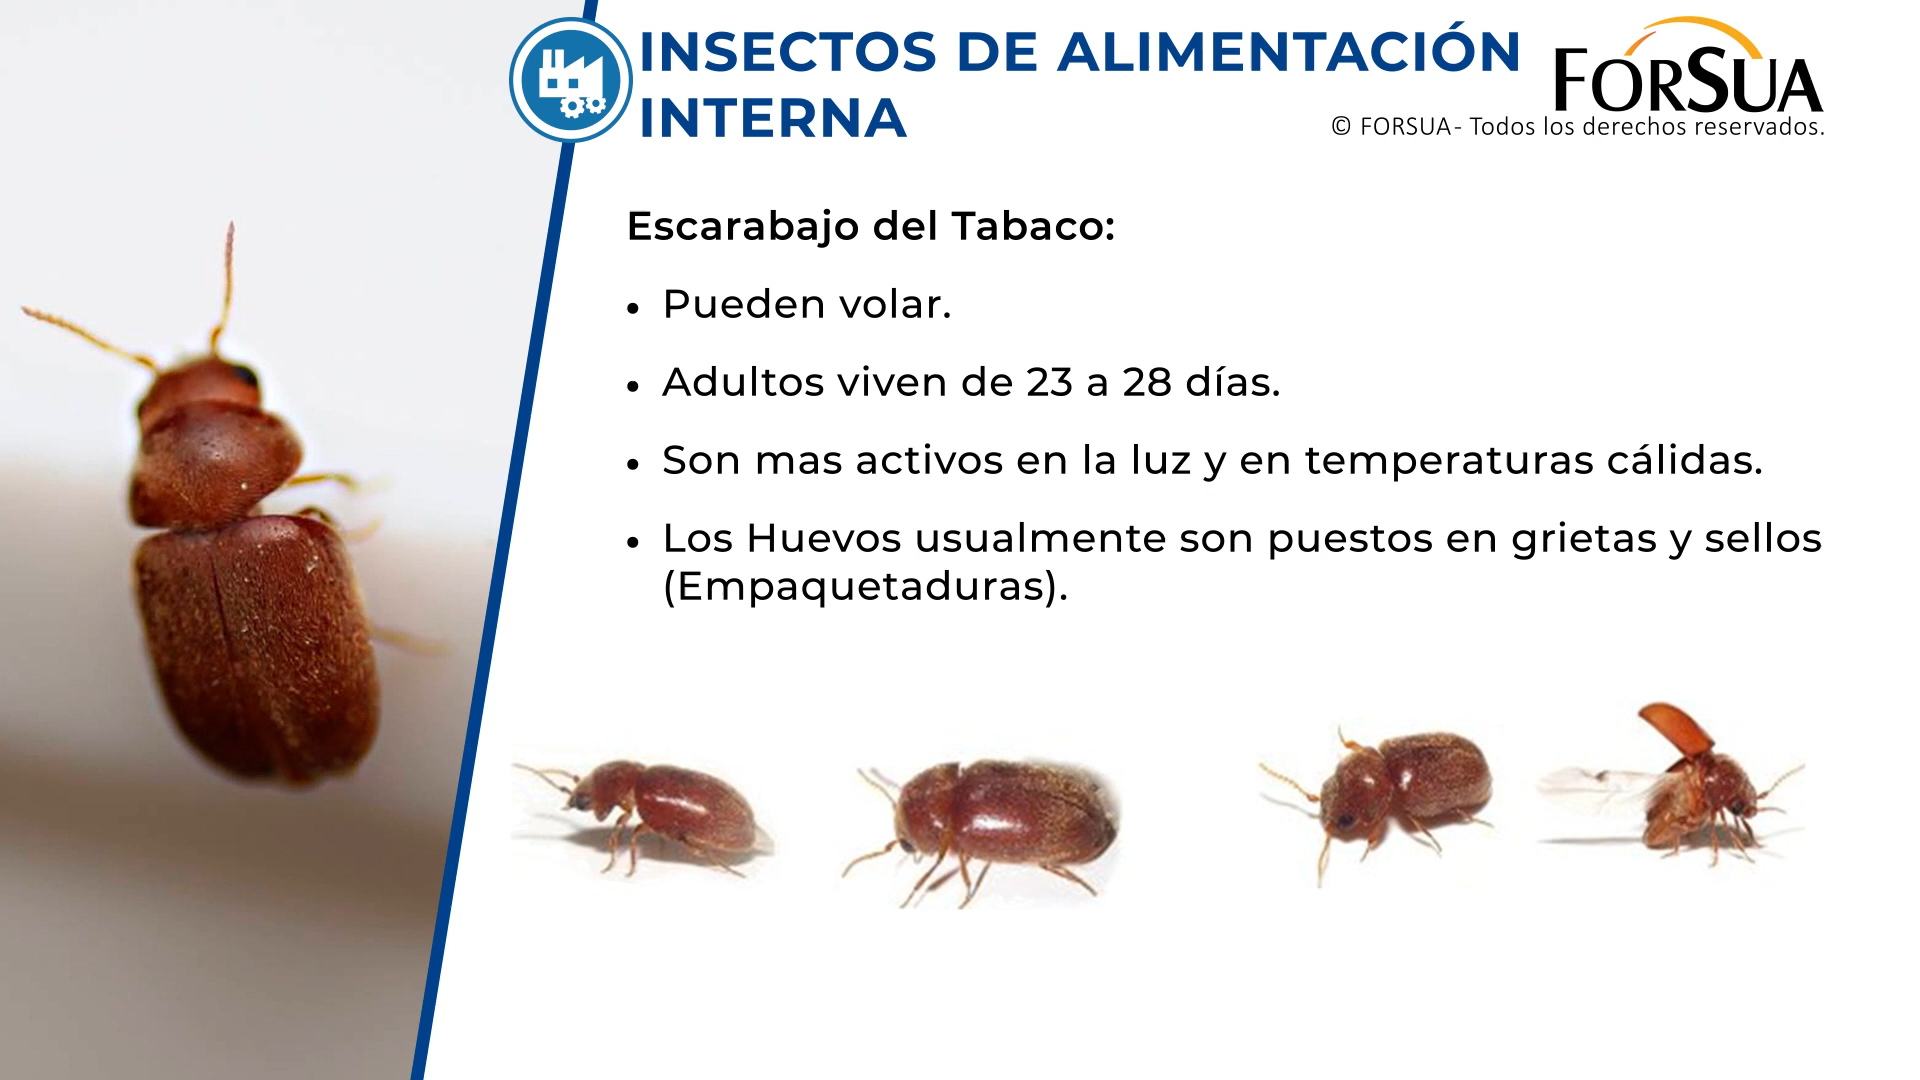 INSECTOS DE ALIMENTACIÓN
INTERNA
FORSUA
© FORSUA- Todos los derechos reservados.
Escarabajo del Tabaco:
• Pueden volar.
• Adultos viven de 23 a 28 días.
• Son mas activos en la luz y en temperaturas cálidas.
• Los Huevos usualmente son puestos en grietas y sellos
(Empaquetaduras).